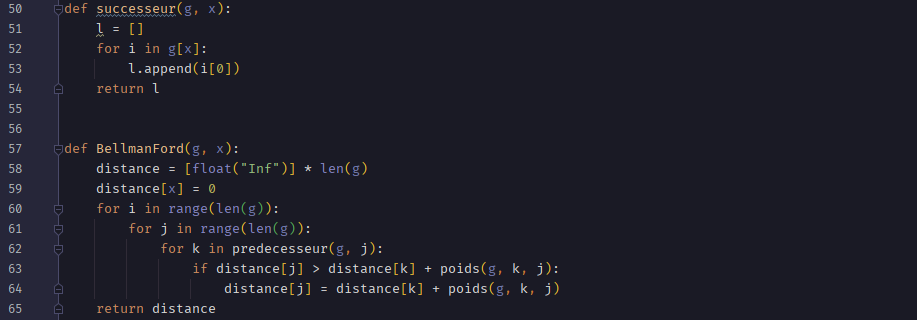 50 def successeur(g, x):
51     l = []
52     for i in g[x]:
53         l.append(i[0])
54     return l
55
56
57 def BellmanFord(g, x):
58     distance = [float("Inf")] * len(g)
59     distance[x] = 0
60     for i in range(len(g)):
61         for j in range(len(g)):
62             for k in predecesseur(g, j):
63                 if distance[j] > distance[k] + poids(g, k, j):
64                     distance[j] = distance[k] + poids(g, k, j)
65     return distance